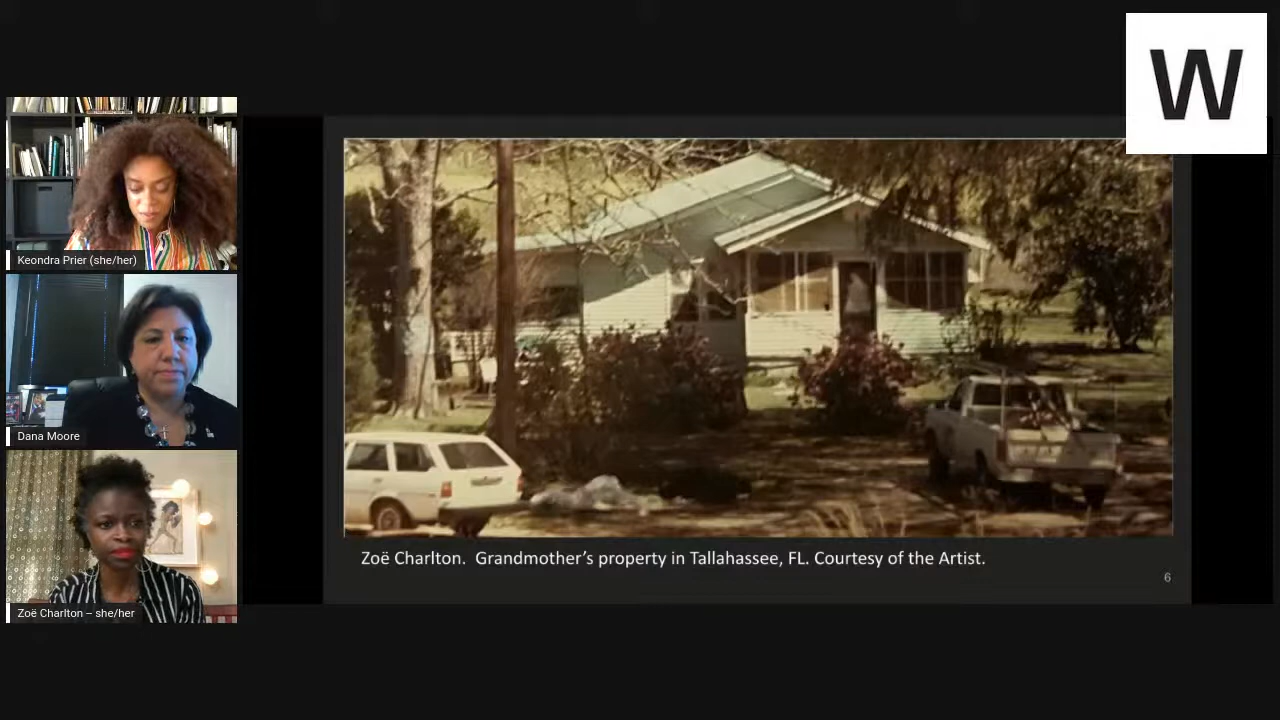 W
Keondra Prier (she/her)
Dana Moore
Zoë Charlton – she/her
Zoë Charlton. Grandmother’s property in Tallahassee, FL. Courtesy of the Artist.
6